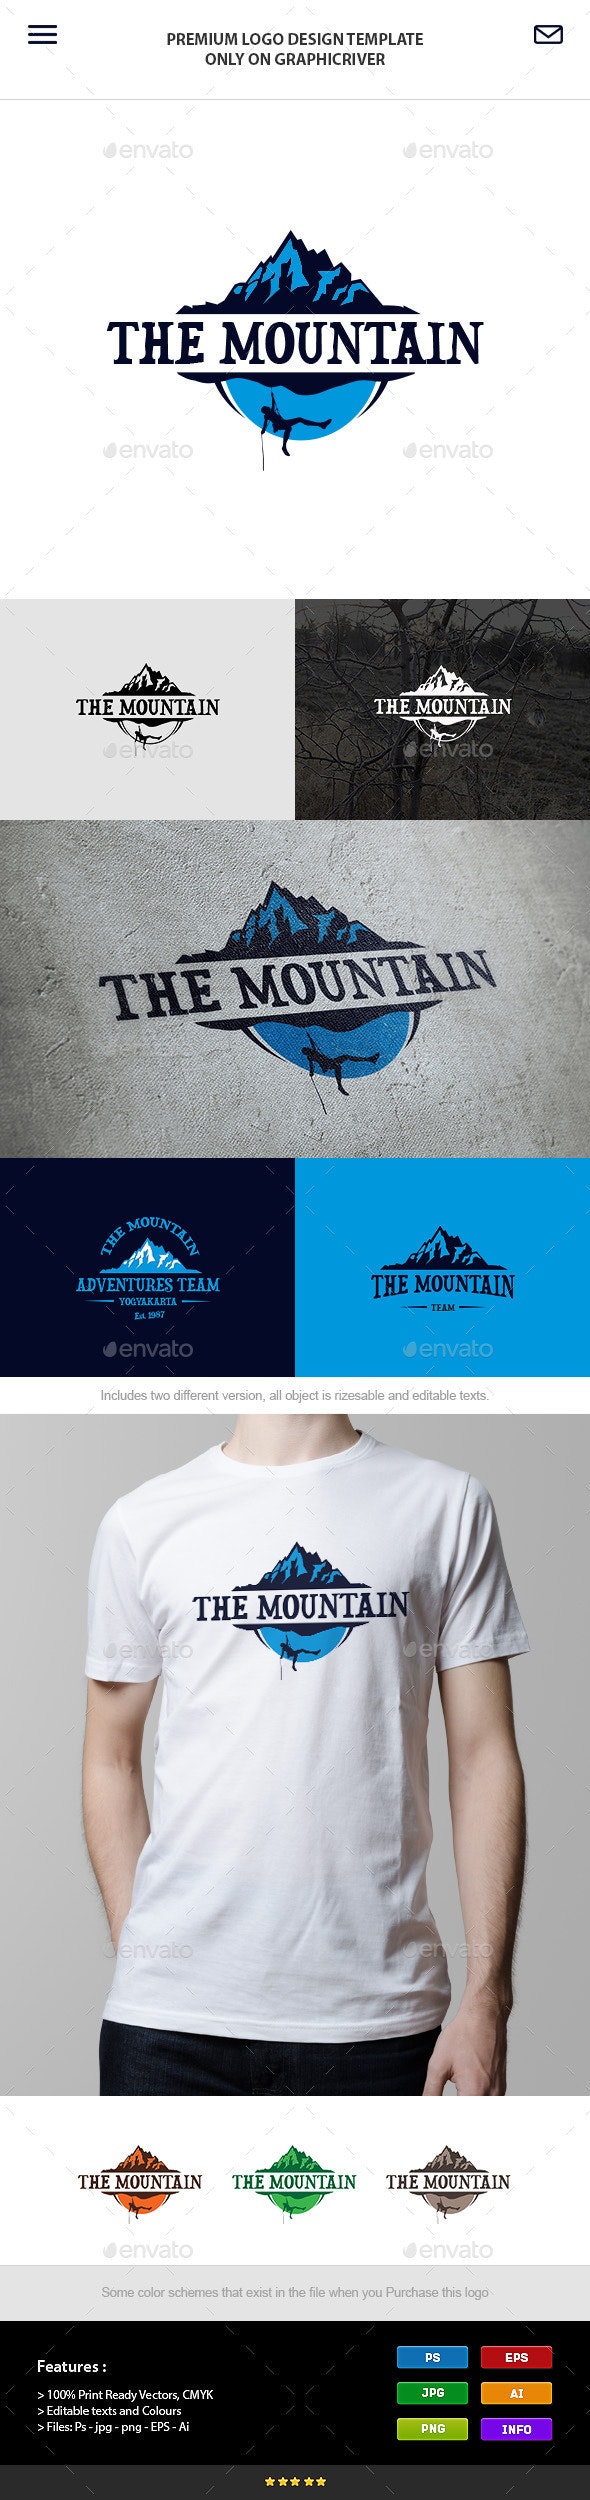 PREMIUM LOGO DESIGN TEMPLATE
ONLY ON GRAPHICRIVER
envato envato
THE MOUNTAIN
envato envato
THE MOUNTAIN
THE MOUNTAIN
envato envato
THE MOUNTAIN
THE MOUNTAIN
ADVENTURES TEAM
YOGYAKARTA
Est. 1987
THE MOUNTAIN
TEAM
envato envato
Includes two different version, all object is rizesable and editable texts.
THE MOUNTAIN
envato envato
envato envato
THE MOUNTAIN THE MOUNTAIN THE MOUNTAIN
envato envato
Some color schemes that exist in the file when you Purchase this logo
Features :
> 100% Print Ready Vectors, CMYK
> Editable texts and Colours
> Files: Ps - jpg - png - EPS - Ai
PS EPS
JPG AI
PNG INFO